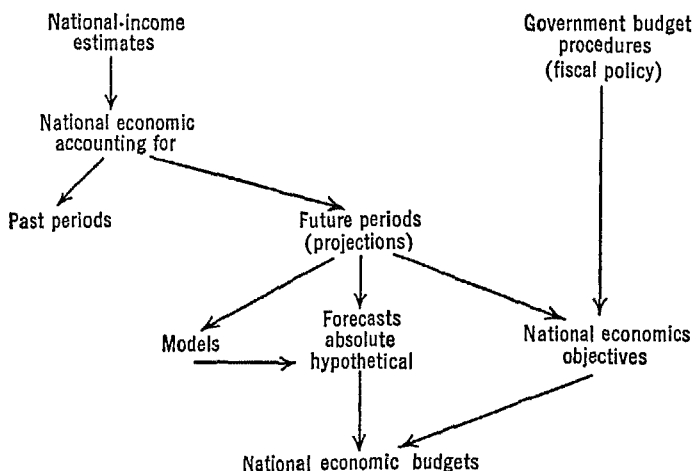 National-income
estimates
Government budget
procedures
(fiscal policy)
National economic
accounting for
Past periods
Future periods
(projections)
Models
Forecasts
absolute
hypothetical
National economics
objectives
National economic budgets